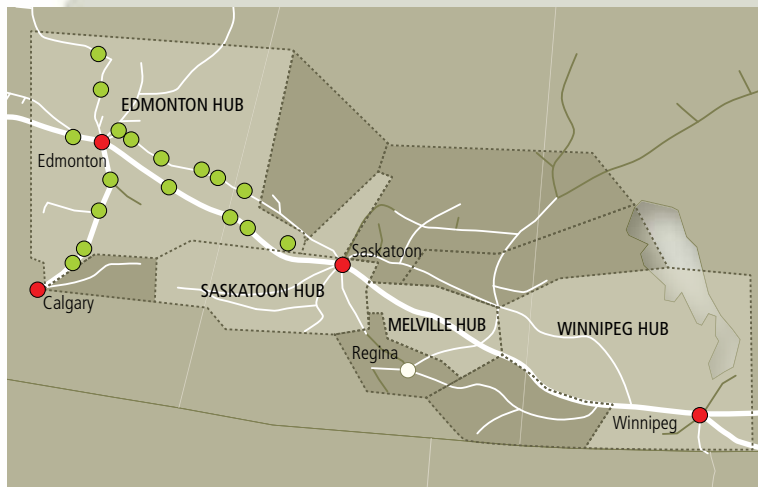 EDMONTON HUB
Edmonton
Saskatoon
SASKATOON HUB
Calgary
MELVILLE HUB
WINNIPEG HUB
Regina
Winnipeg